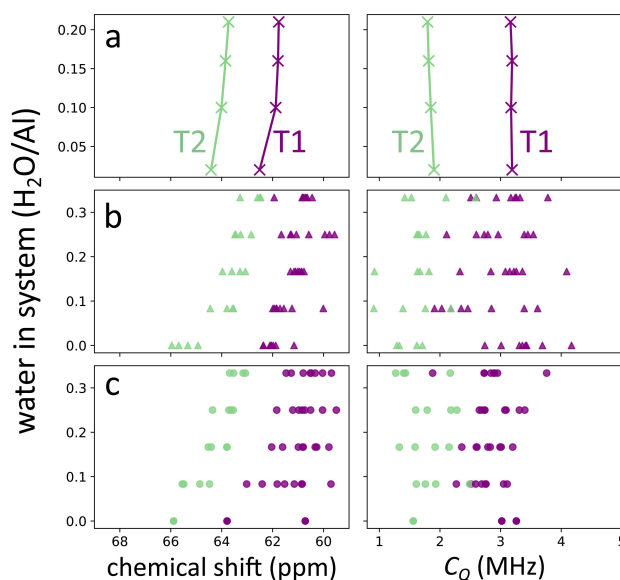 water in system (H₂O/Al)
a
0.20
0.15
0.10
0.05
T2
T1
T2
T1
b
0.3
0.2
0.1
0.0
c
0.3
0.2
0.1
0.0
68 66 64 62 60
1 2 3 4 5
chemical shift (ppm)
C_Q (MHz)